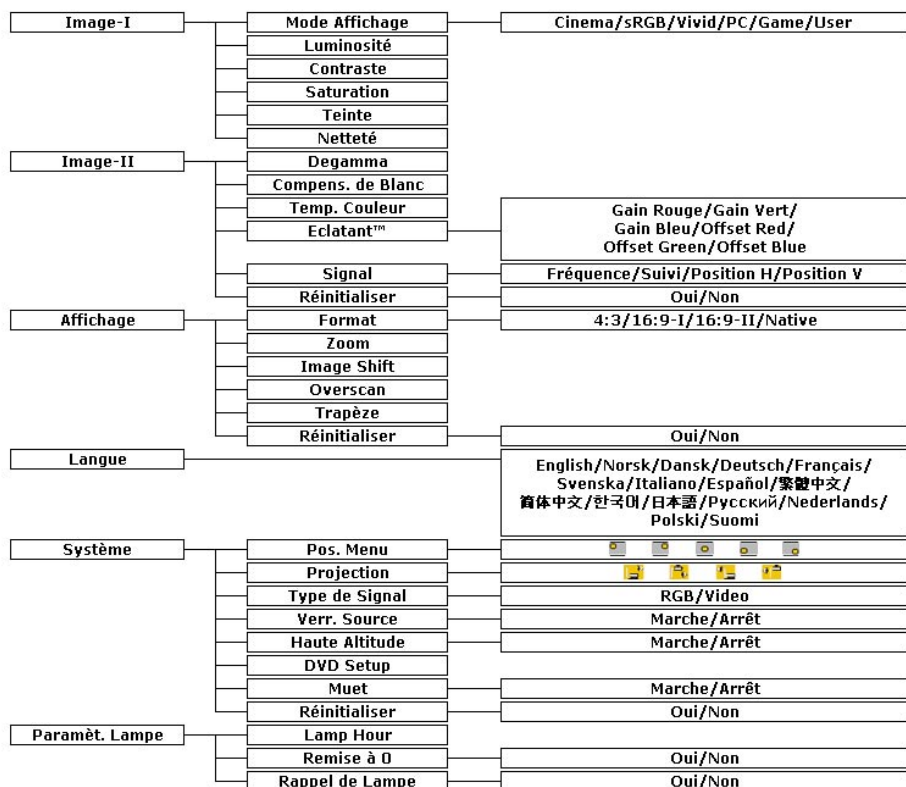 Image-I
Mode Affichage
Cinema/sRGB/Vivid/PC/Game/User
Luminosité
Contraste
Saturation
Teinte
Netteté
Image-II
Degamma
Compens. de Blanc
Temp. Couleur
Eclatant™
Gain Rouge/Gain Vert/
Gain Bleu/Offset Red/
Offset Green/Offset Blue
Signal
Fréquence/Suivi/Position H/Position V
Réinitialiser
Oui/Non
Affichage
Format
4:3/16:9-I/16:9-II/Native
Zoom
Image Shift
Overscan
Trapèze
Réinitialiser
Oui/Non
Langue
English/Norsk/Dansk/Deutsch/Français/
Svenska/Italiano/Español/繁體中文/
简体中文/한국어/日本語/Русский/Nederlands/
Polski/Suomi
Système
Pos. Menu
Projection
Type de Signal
RGB/Video
Verr. Source
Marche/Arrêt
Haute Altitude
Marche/Arrêt
DVD Setup
Muet
Marche/Arrêt
Réinitialiser
Oui/Non
Paramèt. Lampe
Lamp Hour
Remise à 0
Oui/Non
Rappel de Lampe
Oui/Non